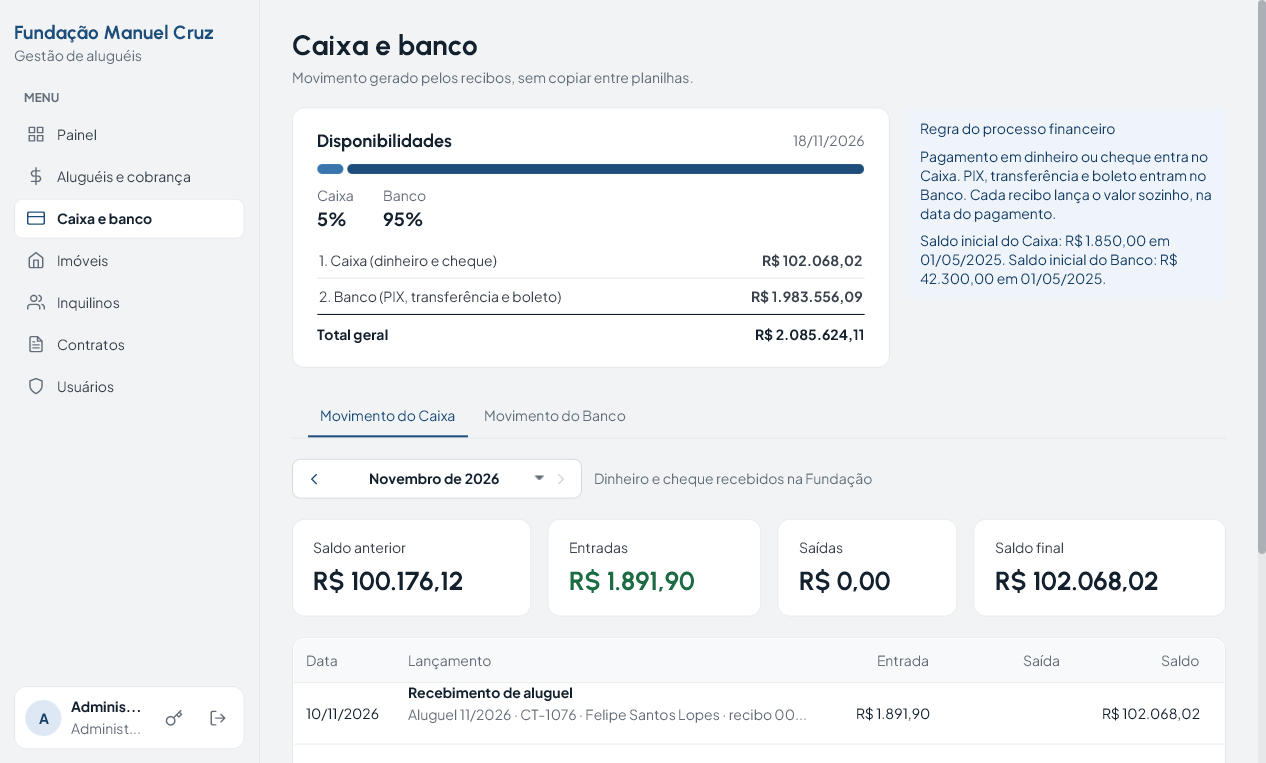 Fundação Manuel Cruz
Gestão de aluguéis
MENU
Painel
Aluguéis e cobrança
Caixa e banco
Imóveis
Inquilinos
Contratos
Usuários
A
Adminis...
Administ...
Caixa e banco
Movimento gerado pelos recibos, sem copiar entre planilhas.
Disponibilidades
18/11/2026
Caixa
Banco
5%
95%
1. Caixa (dinheiro e cheque)
R$ 102.068,02
2. Banco (PIX, transferência e boleto)
R$ 1.983.556,09
Total geral
R$ 2.085.624,11
Regra do processo financeiro
Pagamento em dinheiro ou cheque entra no
Caixa. PIX, transferência e boleto entram no
Banco. Cada recibo lança o valor sozinho, na
data do pagamento.
Saldo inicial do Caixa: R$ 1.850,00 em
01/05/2025. Saldo inicial do Banco: R$
42.300,00 em 01/05/2025.
Movimento do Caixa
Movimento do Banco
Novembro de 2026
Dinheiro e cheque recebidos na Fundação
Saldo anterior
R$ 100.176,12
Entradas
R$ 1.891,90
Saídas
R$ 0,00
Saldo final
R$ 102.068,02
Data
Lançamento
Entrada
Saída
Saldo
10/11/2026
Recebimento de aluguel
Aluguel 11/2026 · CT-1076 · Felipe Santos Lopes · recibo 00...
R$ 1.891,90
R$ 102.068,02